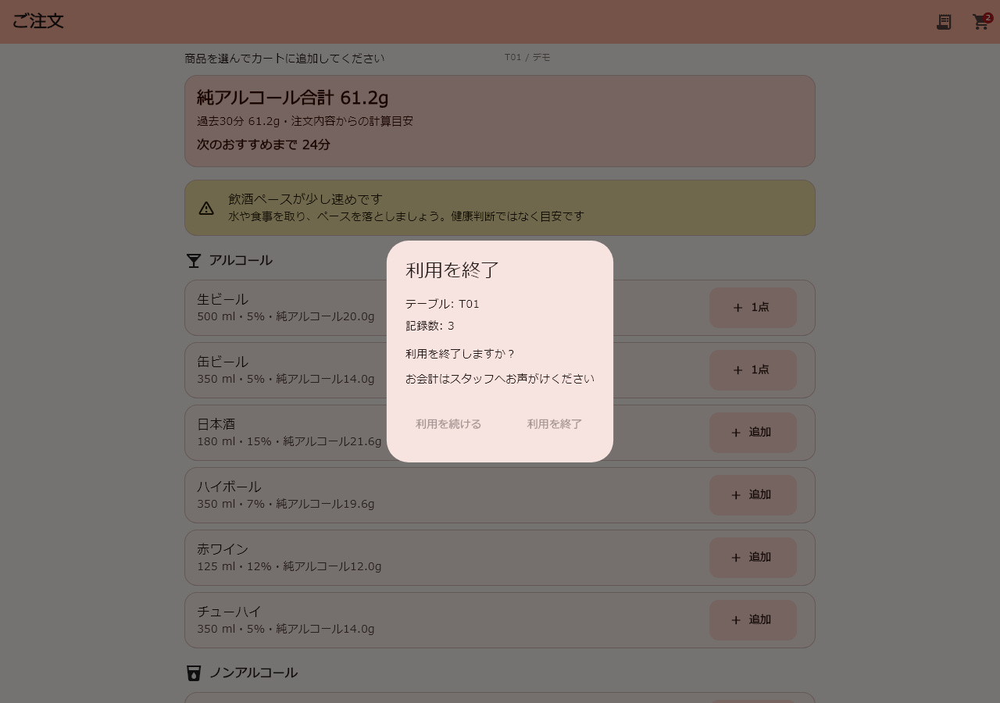 ご注文
2
商品を選んでカートに追加してください
T01 / デモ
純アルコール合計 61.2g
過去30分 61.2g・注文内容からの計算目安
次のおすすめまで 24分
飲酒ペースが少し速めです
水や食事を取り、ペースを落としましょう。健康判断ではなく目安です
アルコール
生ビール
500 ml・5%・純アルコール20.0g
+ 1点
缶ビール
350 ml・5%・純アルコール14.0g
+ 1点
日本酒
180 ml・15%・純アルコール21.6g
+ 追加
ハイボール
350 ml・7%・純アルコール19.6g
+ 追加
赤ワイン
125 ml・12%・純アルコール12.0g
+ 追加
チューハイ
350 ml・5%・純アルコール14.0g
+ 追加
ノンアルコール
利用を終了
テーブル: T01
記録数: 3
利用を終了しますか？
お会計はスタッフへお声がけください
利用を続ける
利用を終了